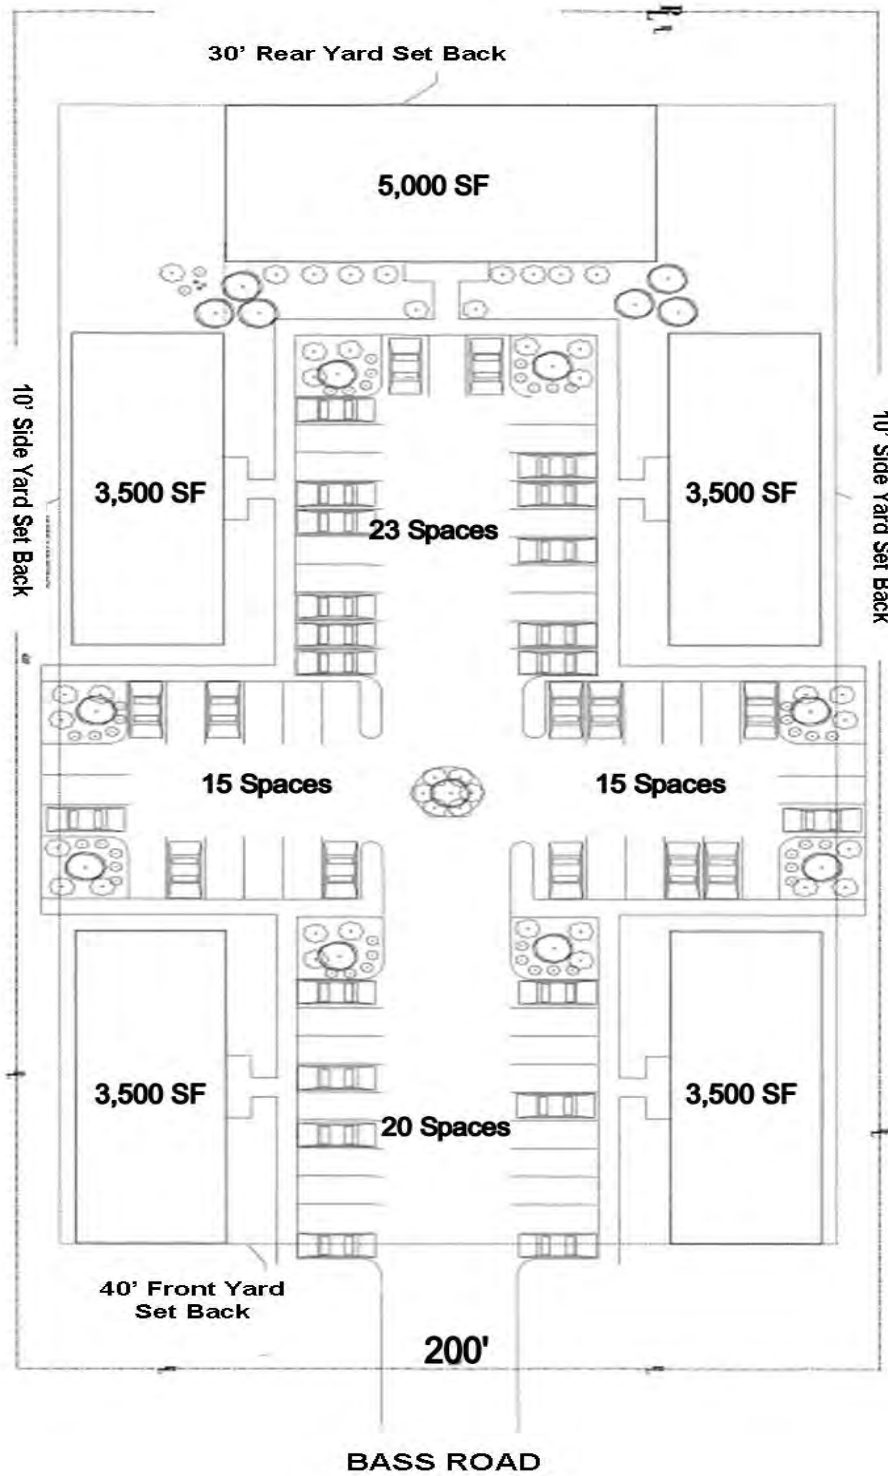 30' Rear Yard Set Back
5,000 SF
10' Side Yard Set Back
10' Side Yard Set Back
3,500 SF
3,500 SF
23 Spaces
15 Spaces
15 Spaces
3,500 SF
3,500 SF
20 Spaces
40' Front Yard
Set Back
200'
BASS ROAD